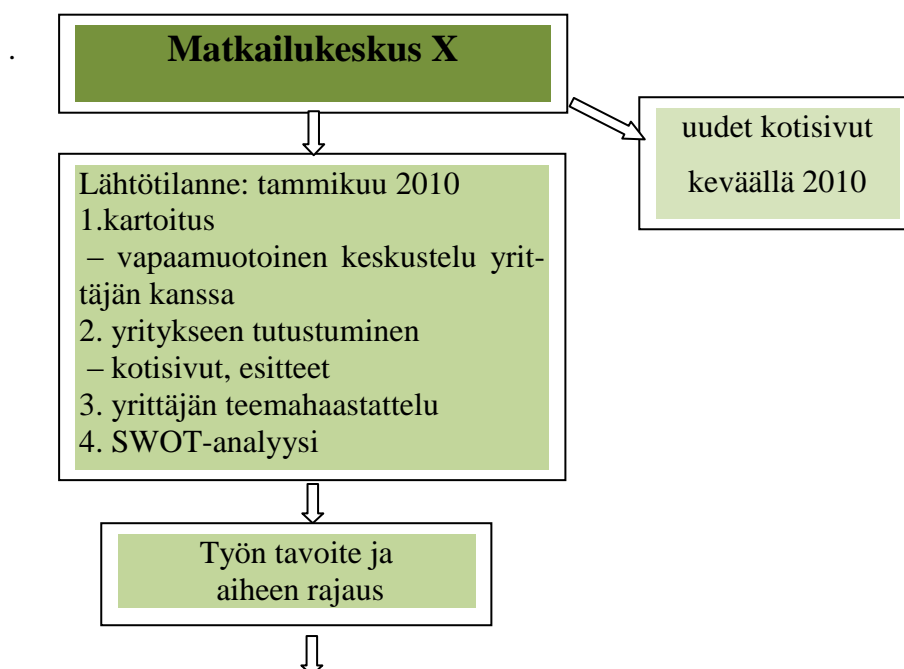 .
Matkailukeskus X
uudet kotisivut
keväällä 2010
Lähtötilanne: tammikuu 2010
1.kartoitus
– vapaamuotoinen keskustelu yrit-
täjän kanssa
2. yritykseen tutustuminen
– kotisivut, esitteet
3. yrittäjän teemahaastattelu
4. SWOT-analyysi
Työn tavoite ja
aiheen rajaus